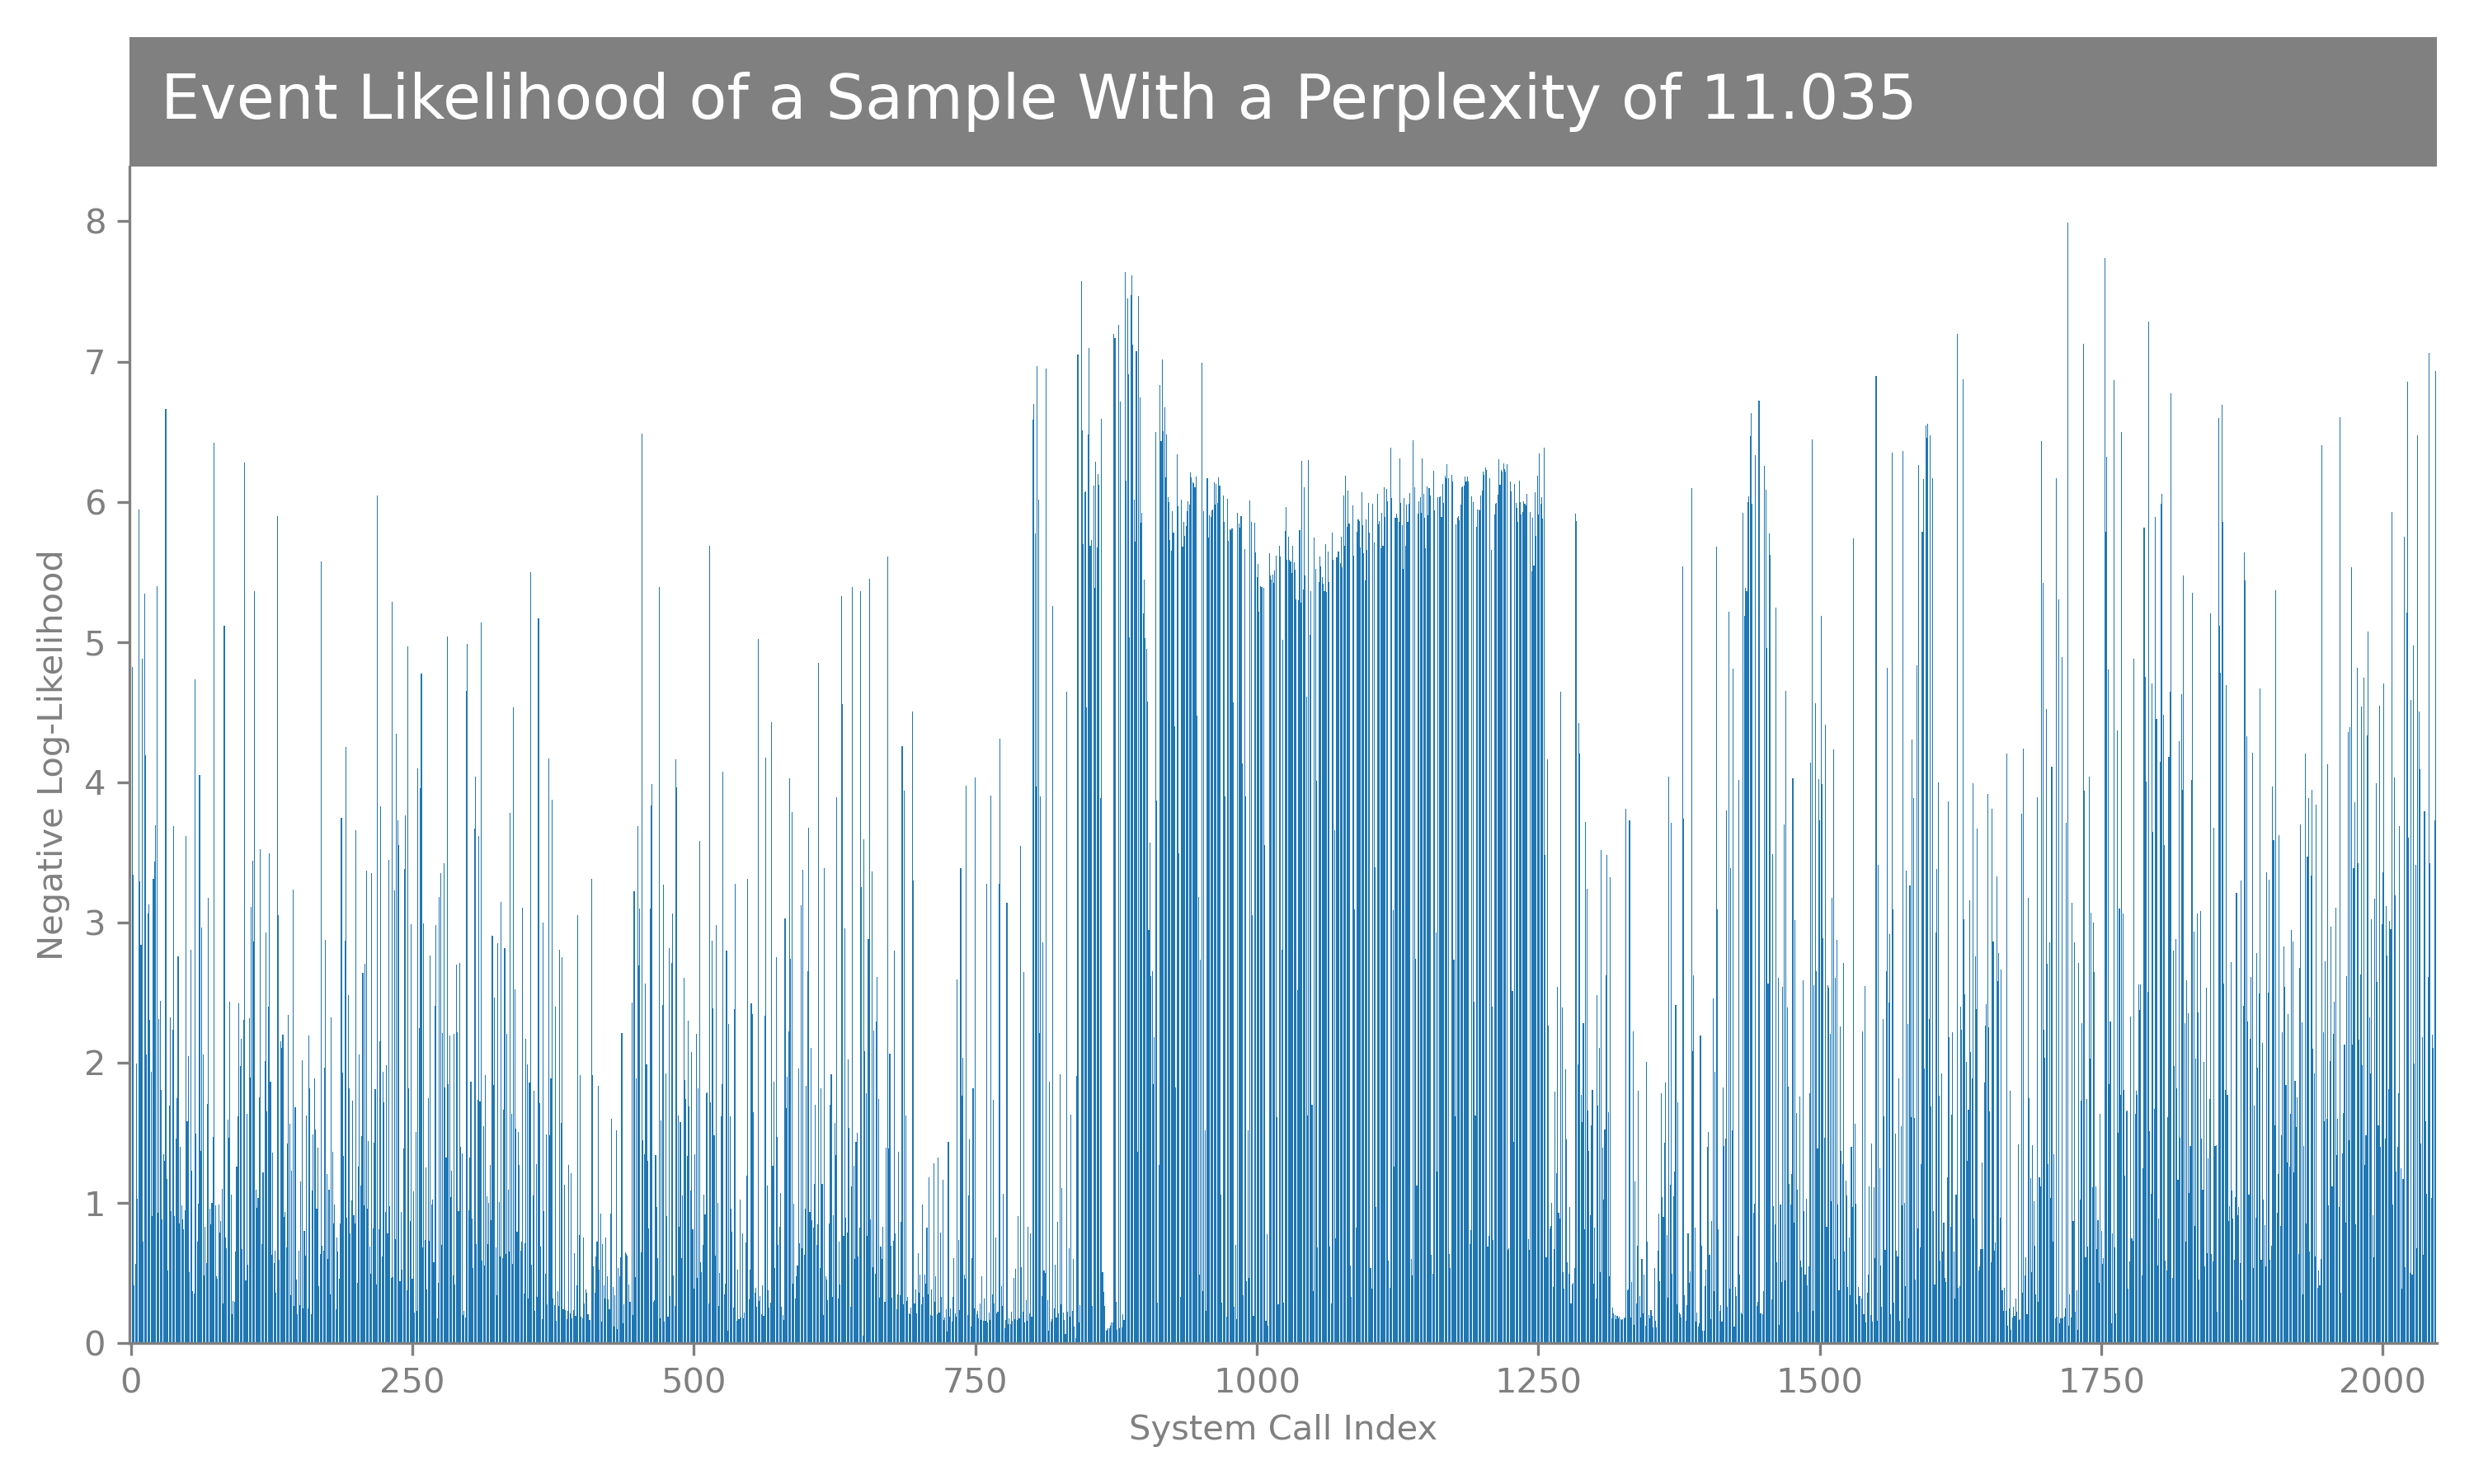 Event Likelihood of a Sample With a Perplexity of 11.035
8
7
6
5
4
3
2
1
0
Negative Log-Likelihood
0 250 500 750 1000 1250 1500 1750 2000
System Call Index